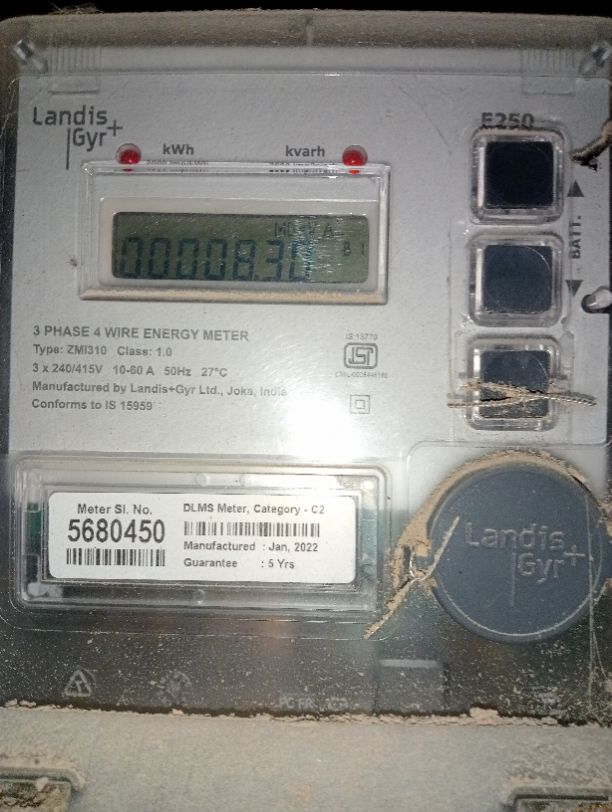 Landis
Gyr+
E250
kWh
kvarh
BATT.
00008.30
B1
3 PHASE 4 WIRE ENERGY METER
Type: ZMI310 Class: 1.0
3 x 240/415V 10-60 A 50Hz 27°C
Manufactured by Landis+Gyr Ltd., Joka, India
Conforms to IS 15959
IS:13779
Meter Sl. No.
5680450
DLMS Meter, Category - C2
Manufactured : Jan, 2022
Guarantee : 5 Yrs
Landis
Gyr+